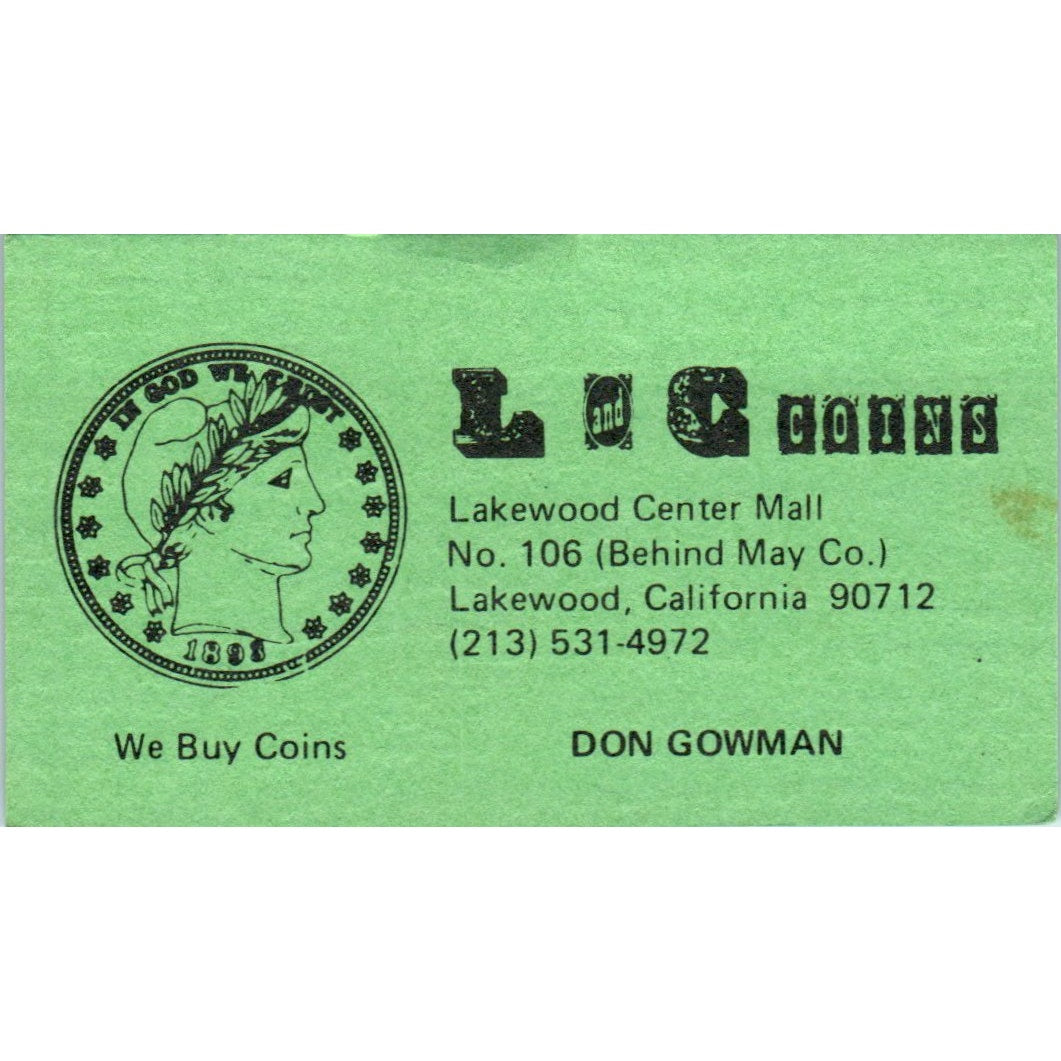 IN GOD WE TRUST
1893
We Buy Coins
L and C COINS
Lakewood Center Mall
No. 106 (Behind May Co.)
Lakewood, California 90712
(213) 531-4972
DON GOWMAN